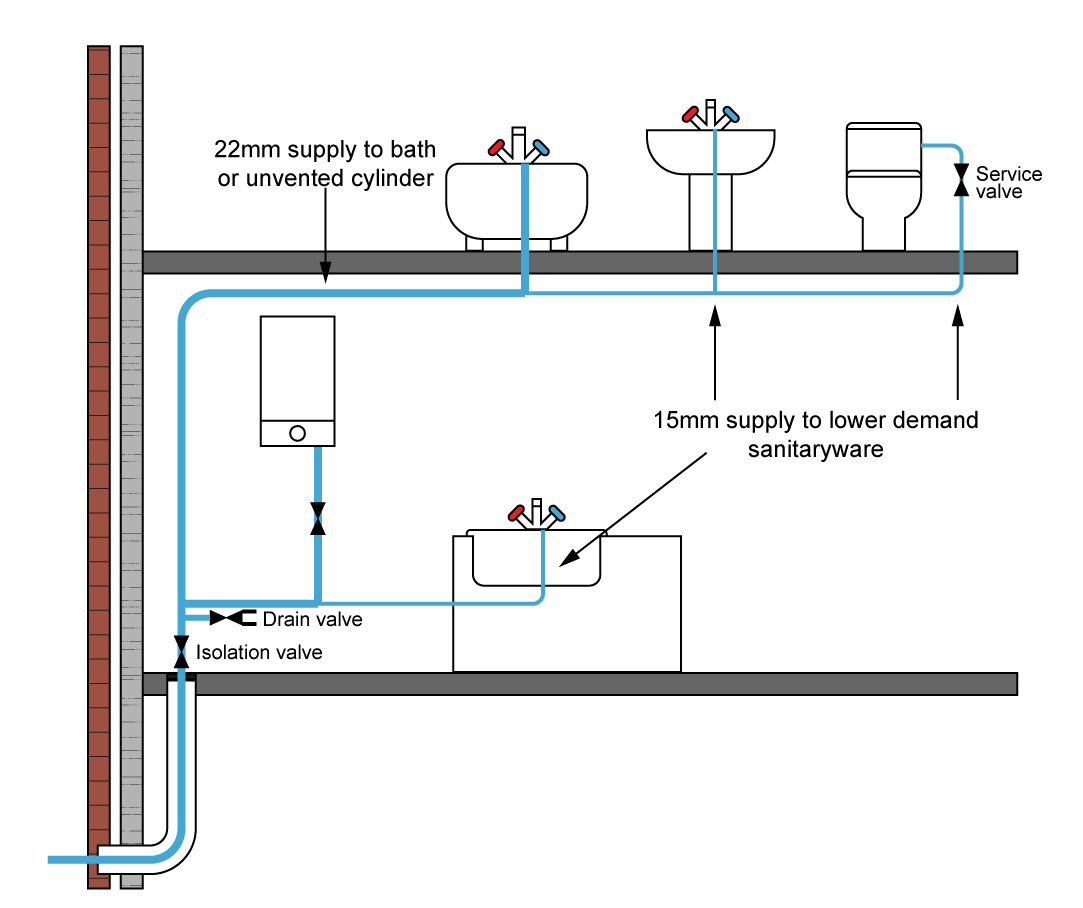 22mm supply to bath
or unvented cylinder
Service
valve
15mm supply to lower demand
sanitaryware
Drain valve
Isolation valve